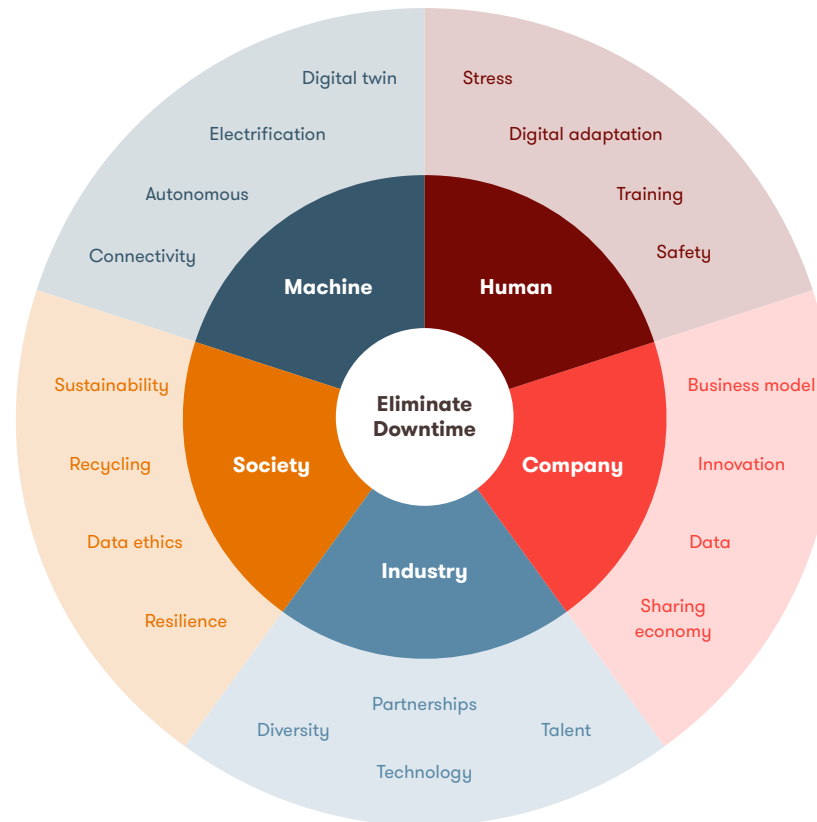 Digital twin
Stress
Electrification
Digital adaptation
Autonomous
Training
Connectivity
Safety
Machine
Human
Sustainability
Business model
Eliminate
Downtime
Recycling
Society
Company
Innovation
Data ethics
Data
Industry
Resilience
Sharing
economy
Partnerships
Diversity
Talent
Technology